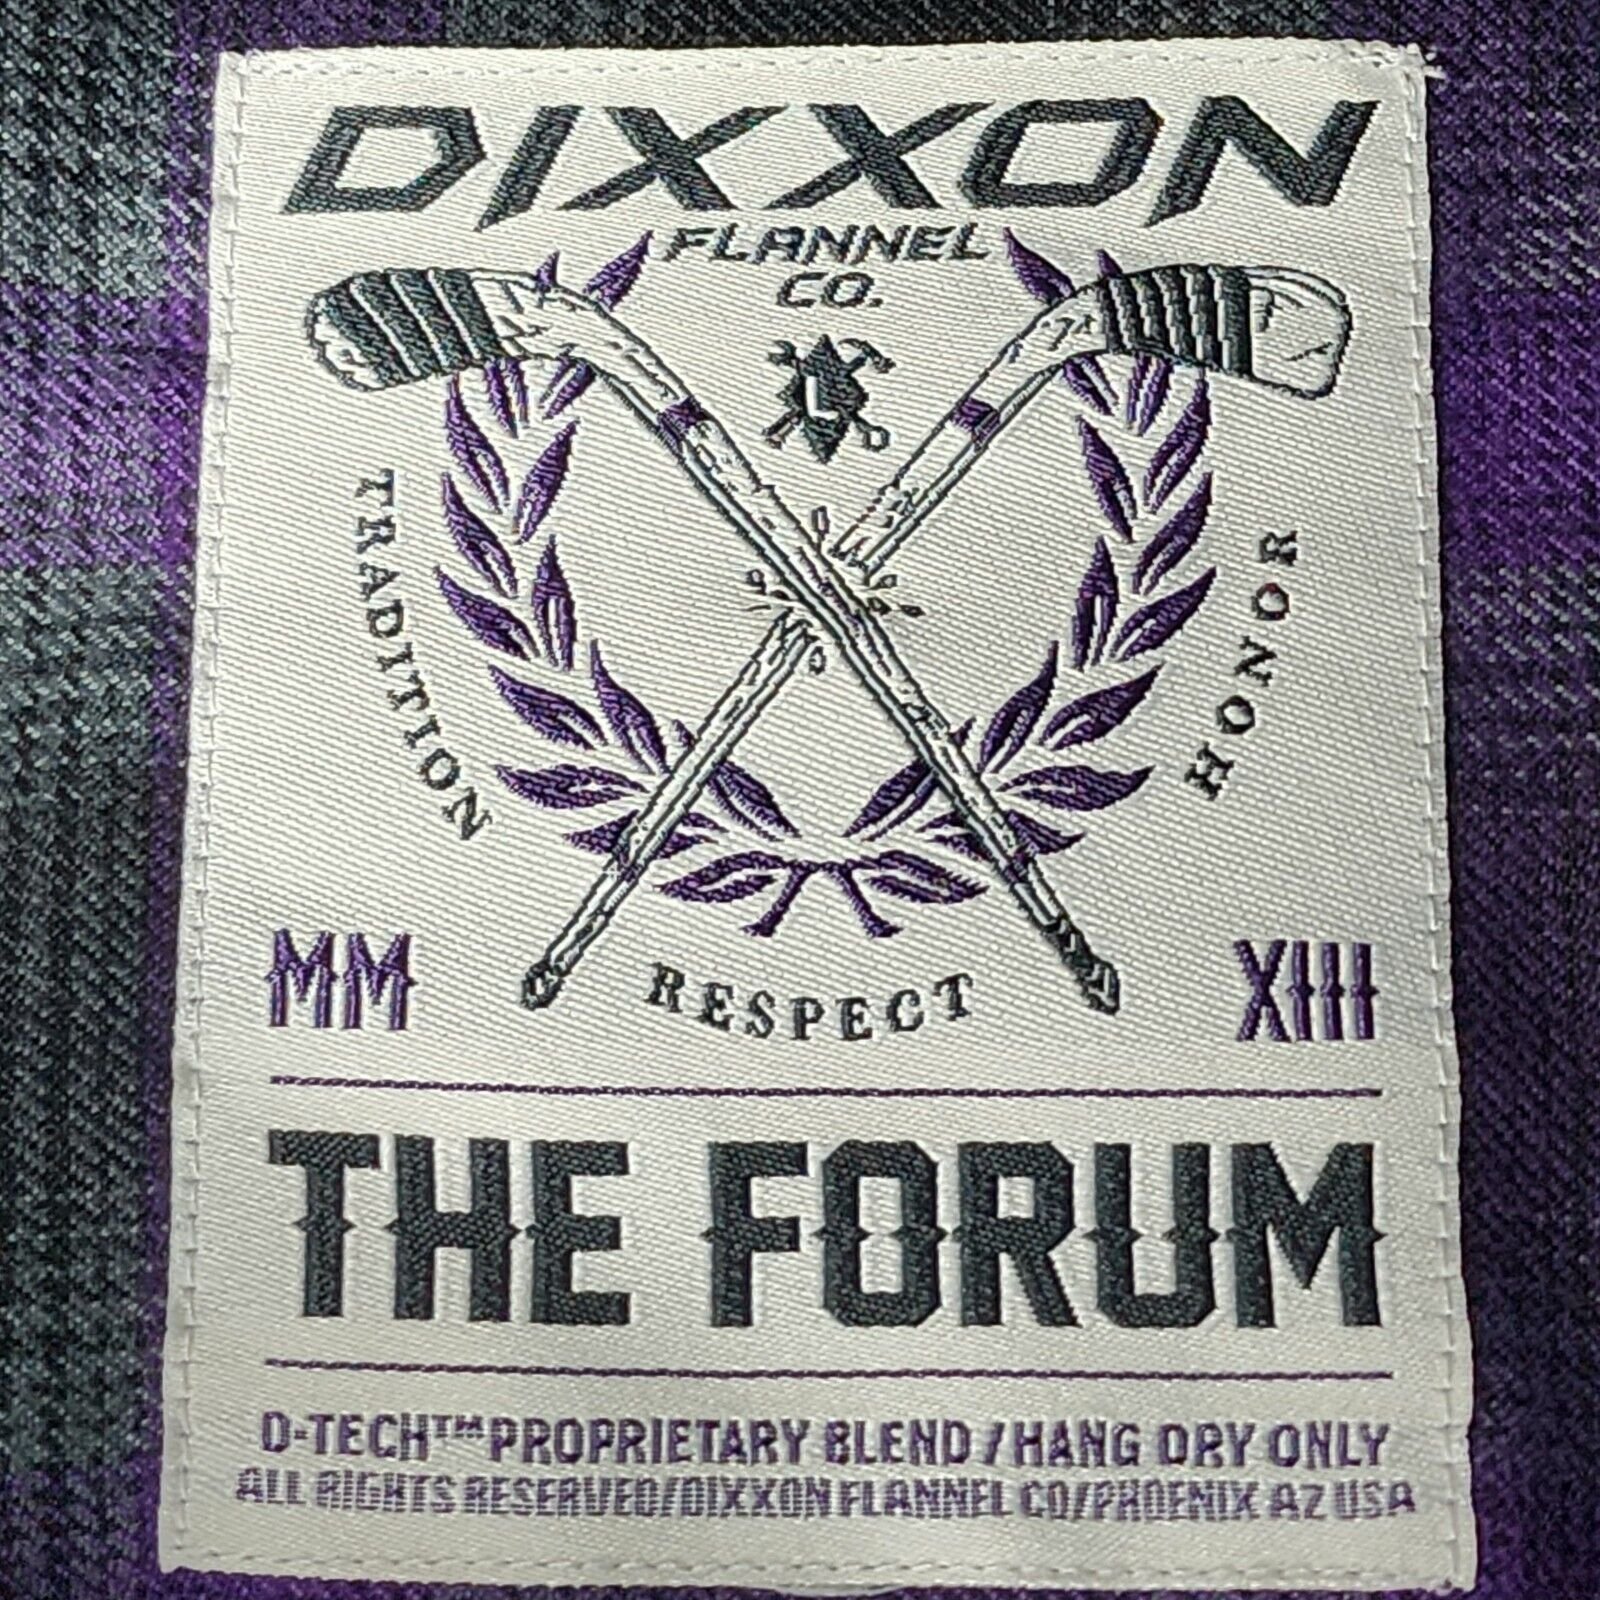 DIXXON
FLANNEL
CO.
L
TRADITION
HONOR
MM
RESPECT
XIII
THE FORUM
D-TECH™ PROPRIETARY BLEND / HANG DRY ONLY
ALL RIGHTS RESERVED/DIXXON FLANNEL CO/PHOENIX AZ USA